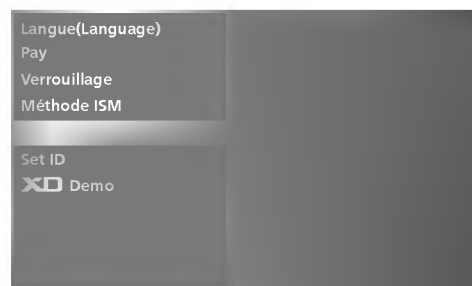 Langue(Language)
Pay
Verrouillage
Méthode ISM
Set ID
XD Demo